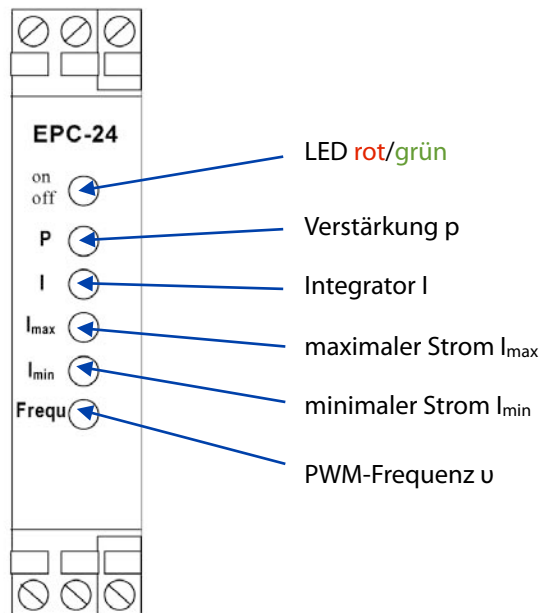 EPC-24
on
off
LED rot/grün
P
Verstärkung p
I
Integrator I
Imax
maximaler Strom Imax
Imin
minimaler Strom Imin
Frequ
PWM-Frequenz υ